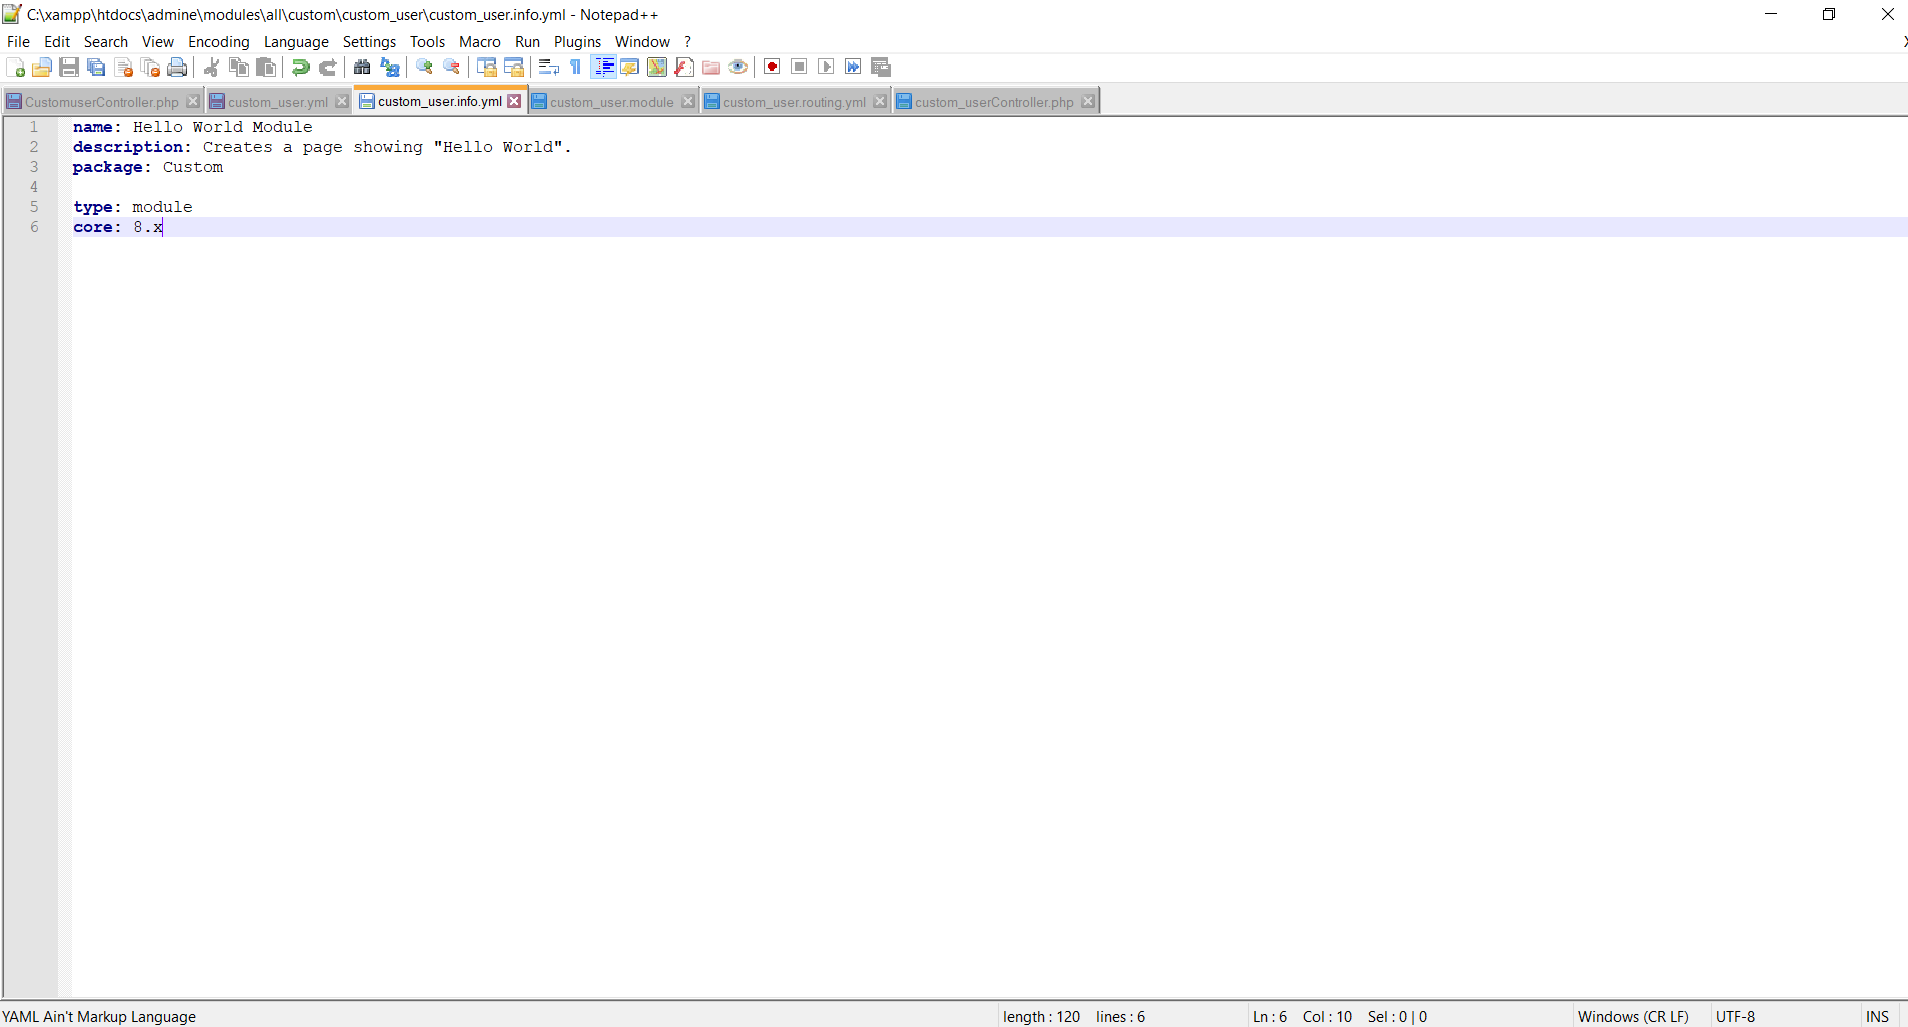 C:\xampp\htdocs\admine\modules\all\custom\custom_user\custom_user.info.yml - Notepad++
File Edit Search View Encoding Language Settings Tools Macro Run Plugins Window ?
CustomuserController.php custom_user.yml custom_user.info.yml custom_user.module custom_user.routing.yml custom_userController.php
1 name: Hello World Module
2 description: Creates a page showing "Hello World".
3 package: Custom
4
5 type: module
6 core: 8.x
YAML Ain't Markup Language length : 120 lines : 6 Ln : 6 Col : 10 Sel : 0 | 0 Windows (CR LF) UTF-8 INS